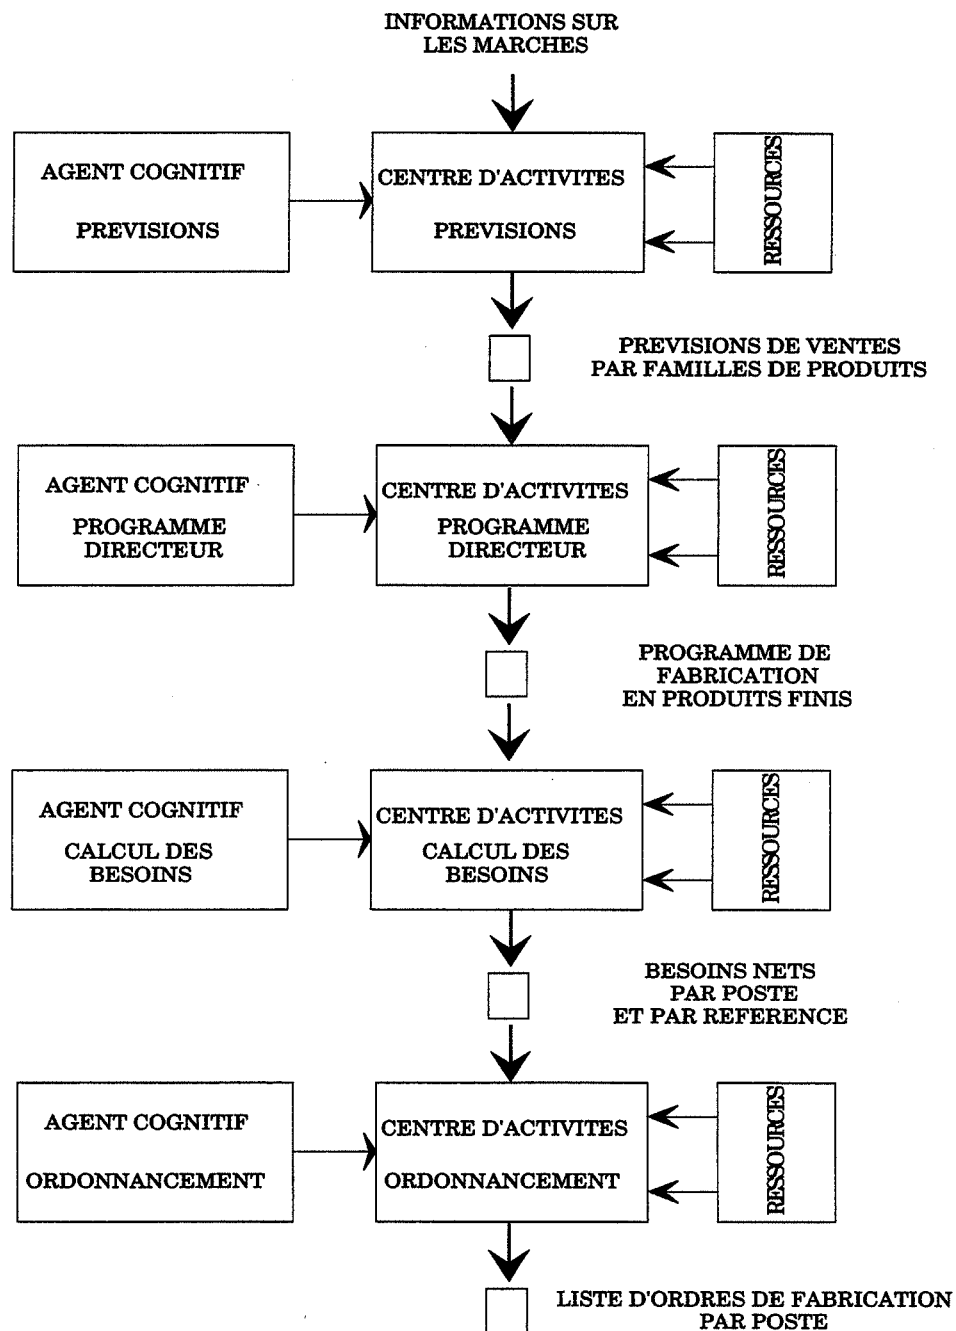 INFORMATIONS SUR
LES MARCHES
AGENT COGNITIF
PREVISIONS
CENTRE D'ACTIVITES
PREVISIONS
RESSOURCES
PREVISIONS DE VENTES
PAR FAMILLES DE PRODUITS
AGENT COGNITIF
PROGRAMME
DIRECTEUR
CENTRE D'ACTIVITES
PROGRAMME
DIRECTEUR
RESSOURCES
PROGRAMME DE
FABRICATION
EN PRODUITS FINIS
AGENT COGNITIF
CALCUL DES
BESOINS
CENTRE D'ACTIVITES
CALCUL DES
BESOINS
RESSOURCES
BESOINS NETS
PAR POSTE
ET PAR REFERENCE
AGENT COGNITIF
ORDONNANCEMENT
CENTRE D'ACTIVITES
ORDONNANCEMENT
RESSOURCES
LISTE D'ORDRES DE FABRICATION
PAR POSTE